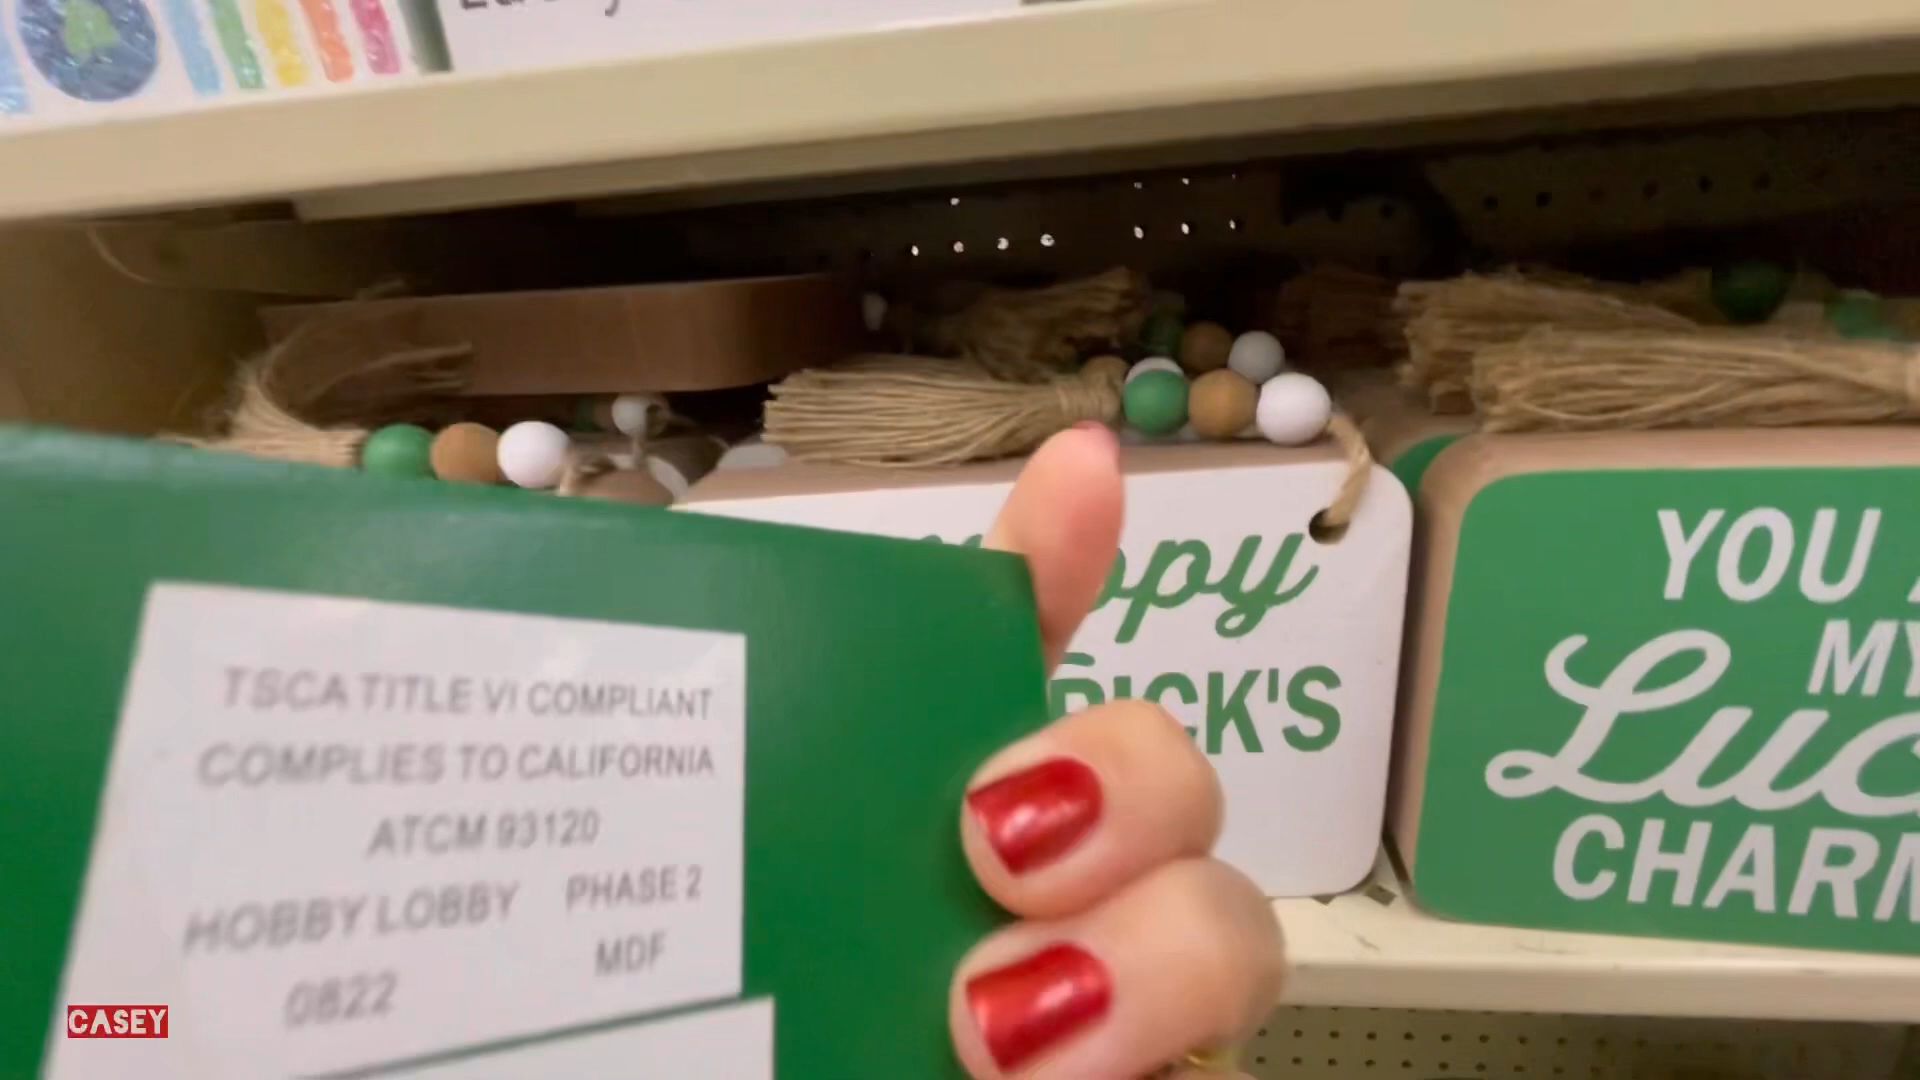 TSCA TITLE VI COMPLIANT
COMPLIES TO CALIFORNIA
ATCM 93120
HOBBY LOBBY PHASE 2
MDF
0822
ppy
RICK'S
YOU
MY
Luc
CHARM
CASEY